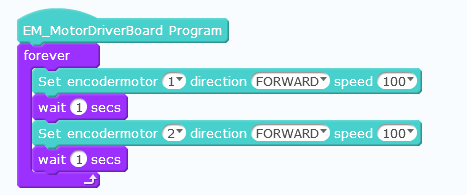 EM_MotorDriverBoard Program
forever
Set encodermotor 1 direction FORWARD speed 100
wait 1 secs
Set encodermotor 2 direction FORWARD speed 100
wait 1 secs